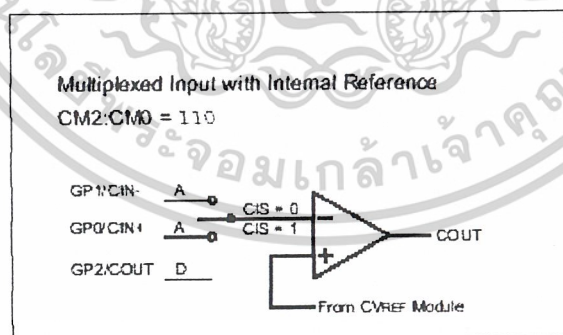 Multiplexed Input with Internal Reference
CM2:CM0 = 110
GP1/CIN- A
CIS = 0
GP0/CIN+ A
CIS = 1
GP2/COUT D
COUT
From CVREF Module